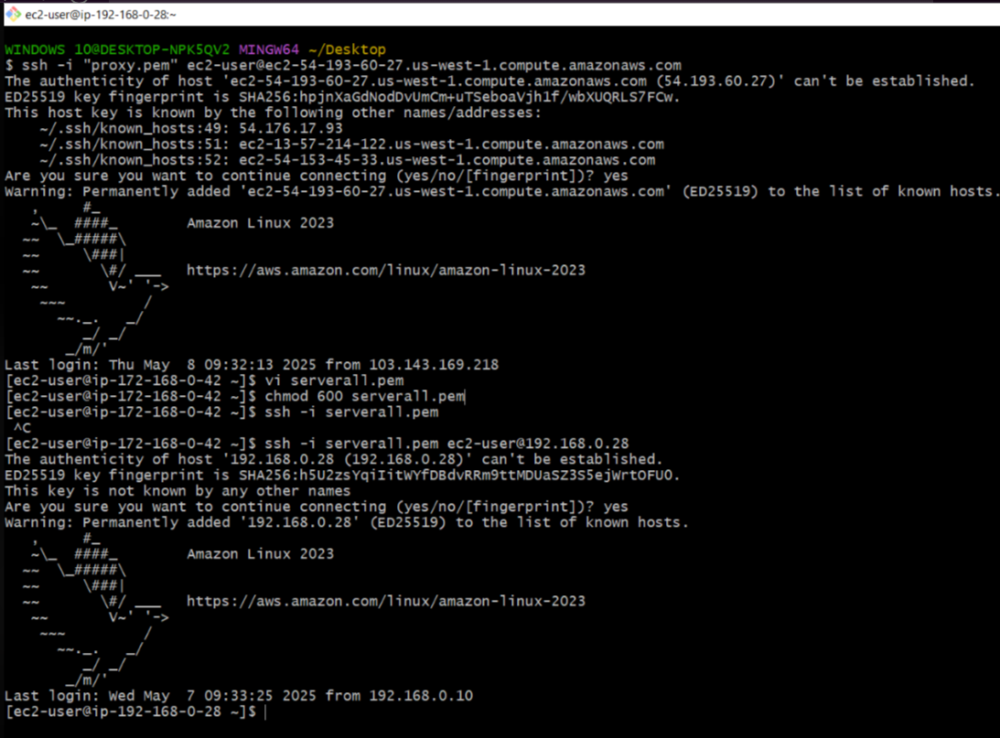 ec2-user@ip-192-168-0-28:~
WINDOWS 10@DESKTOP-NPK5QV2 MINGW64 ~/Desktop
$ ssh -i "proxy.pem" ec2-user@ec2-54-193-60-27.us-west-1.compute.amazonaws.com
The authenticity of host 'ec2-54-193-60-27.us-west-1.compute.amazonaws.com (54.193.60.27)' can't be established.
ED25519 key fingerprint is SHA256:hpjnXaGdNodDvUmCm+uTSeboaVjh1f/wbXUQRLS7FCw.
This host key is known by the following other names/addresses:
    ~/.ssh/known_hosts:49: 54.176.17.93
    ~/.ssh/known_hosts:51: ec2-13-57-214-122.us-west-1.compute.amazonaws.com
    ~/.ssh/known_hosts:52: ec2-54-153-45-33.us-west-1.compute.amazonaws.com
Are you sure you want to continue connecting (yes/no/[fingerprint])? yes
Warning: Permanently added 'ec2-54-193-60-27.us-west-1.compute.amazonaws.com' (ED25519) to the list of known hosts.
   ,     #_
   ~\_  ####_        Amazon Linux 2023
  ~~  \_#####\
  ~~     \###|
  ~~       \#/ ___   https://aws.amazon.com/linux/amazon-linux-2023
   ~~       V~' '->
    ~~~         /
      ~~._.   _/
         _/ _/
       _/m/'
Last login: Thu May  8 09:32:13 2025 from 103.143.169.218
[ec2-user@ip-172-168-0-42 ~]$ vi serverall.pem
[ec2-user@ip-172-168-0-42 ~]$ chmod 600 serverall.pem
[ec2-user@ip-172-168-0-42 ~]$ ssh -i serverall.pem
 ^C
[ec2-user@ip-172-168-0-42 ~]$ ssh -i serverall.pem ec2-user@192.168.0.28
The authenticity of host '192.168.0.28 (192.168.0.28)' can't be established.
ED25519 key fingerprint is SHA256:h5U2zsYqiIitWYfDBdvRRm9ttMDUaSZ3S5ejWrtOFU0.
This key is not known by any other names
Are you sure you want to continue connecting (yes/no/[fingerprint])? yes
Warning: Permanently added '192.168.0.28' (ED25519) to the list of known hosts.
   ,     #_
   ~\_  ####_        Amazon Linux 2023
  ~~  \_#####\
  ~~     \###|
  ~~       \#/ ___   https://aws.amazon.com/linux/amazon-linux-2023
   ~~       V~' '->
    ~~~         /
      ~~._.   _/
         _/ _/
       _/m/'
Last login: Wed May  7 09:33:25 2025 from 192.168.0.10
[ec2-user@ip-192-168-0-28 ~]$